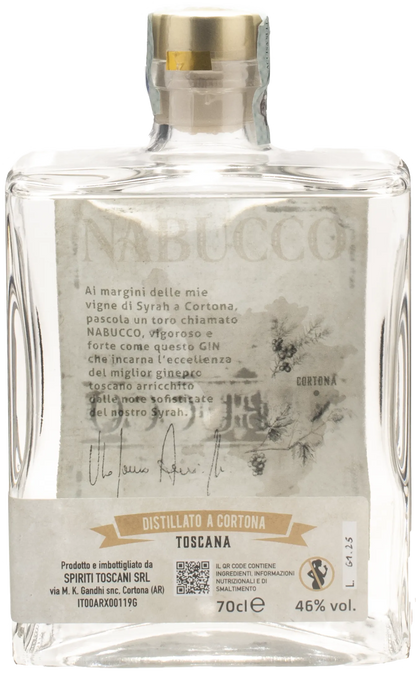 NABUCCO
Ai margini delle mie
vigne di Syrah a Cortona,
pascola un toro chiamato
NABUCCO, vigoroso e
forte come questo GIN
che incarna l'eccellenza
del miglior ginepro
toscano arricchito
dalle note sofisticate
del nostro Syrah.
CORTONA
DISTILLATO A CORTONA
TOSCANA
Prodotto e imbottigliato da
SPIRITI TOSCANI SRL
via M. K. Gandhi snc, Cortona (AR)
IT00ARX00119G
IL QR CODE CONTIENE
INGREDIENTI, INFORMAZIONI
NUTRIZIONALI E DI
SMALTIMENTO
70cl e
46% vol.
L. G1.25